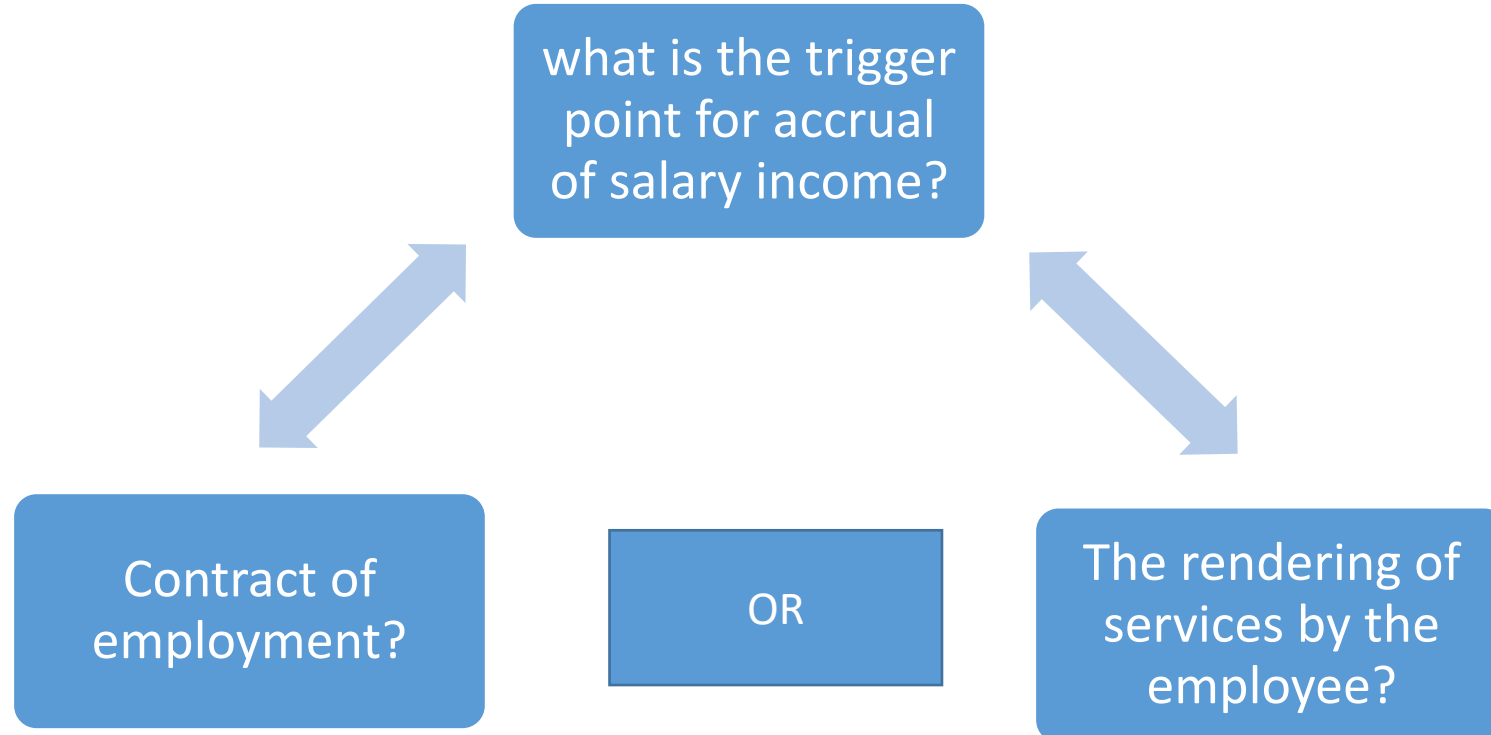 what is the trigger
point for accrual
of salary income?
Contract of
employment?
OR
The rendering of
services by the
employee?